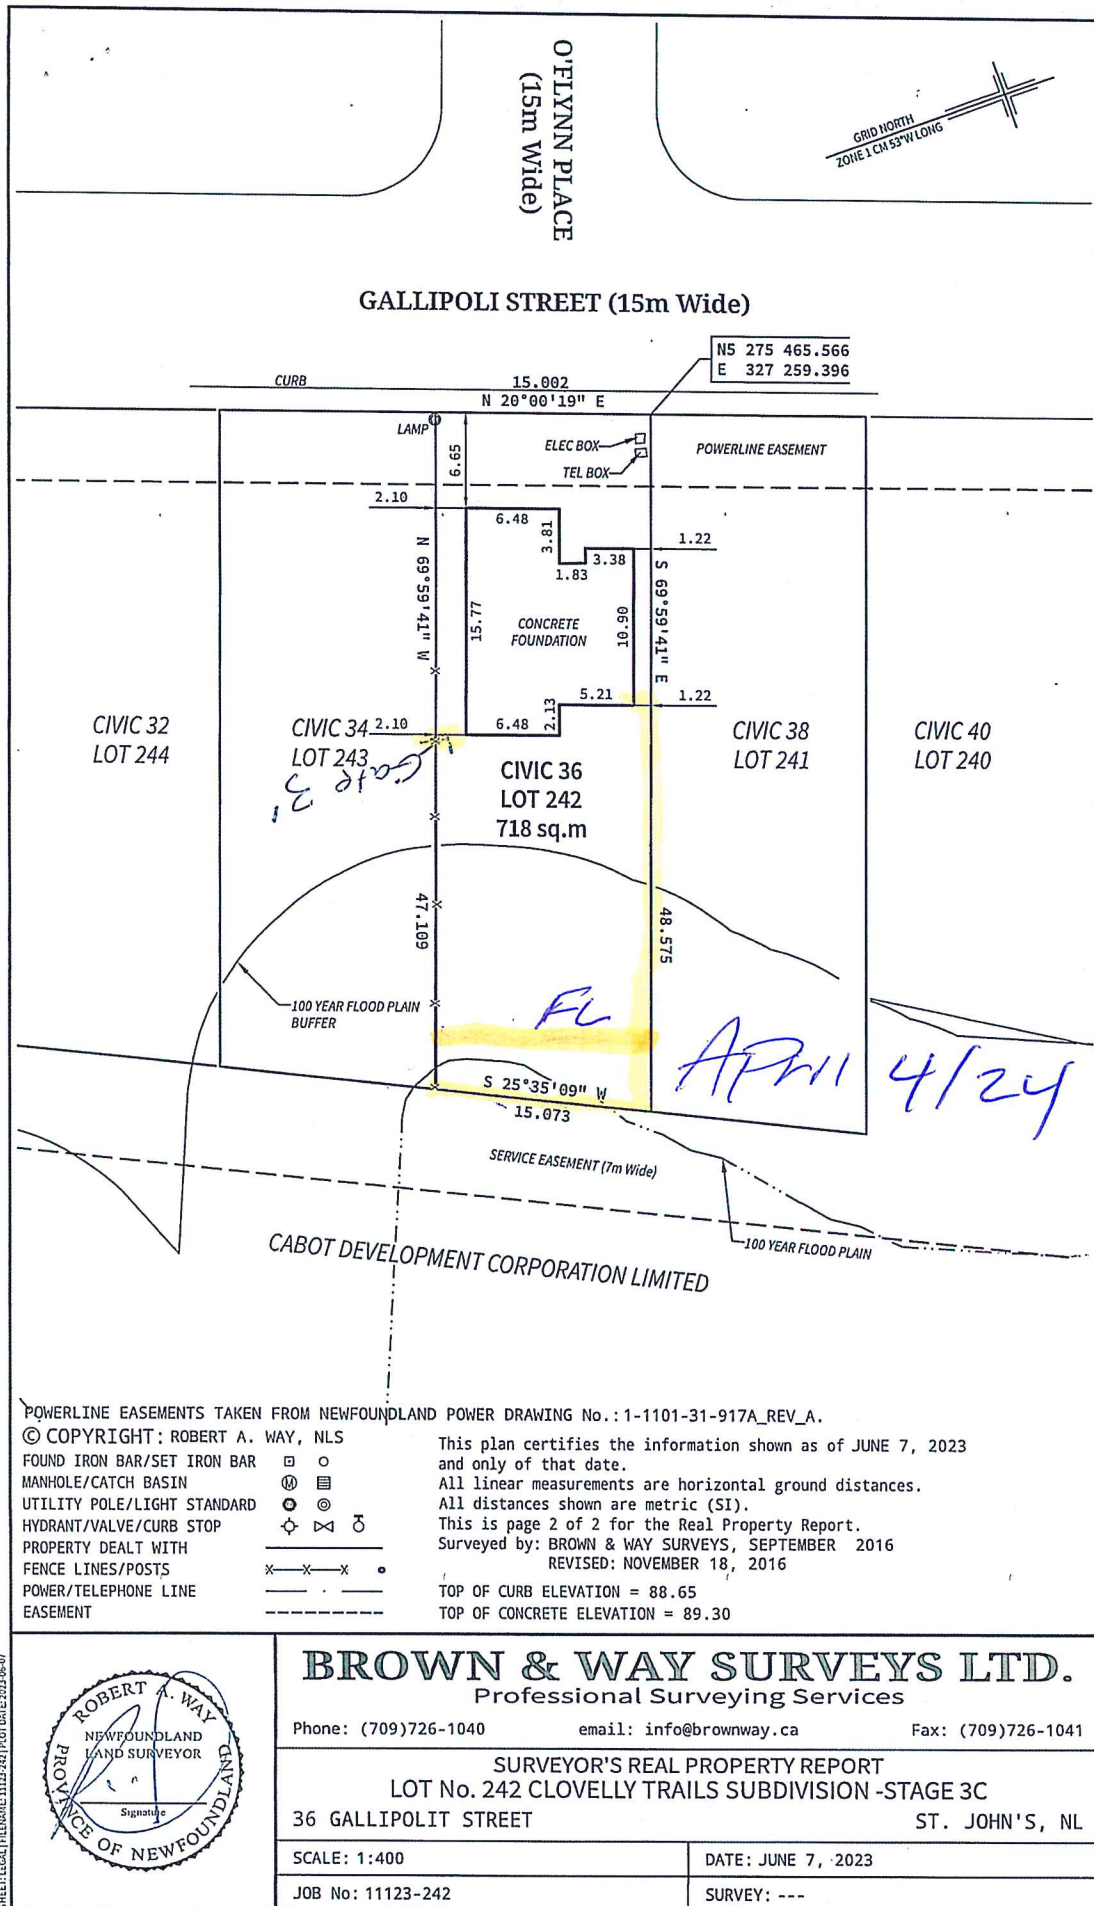 O'FLYNN PLACE
(15m Wide)
GRID NORTH
ZONE 1 CM 53°W LONG
GALLIPOLI STREET (15m Wide)
N5 275 465.566
E 327 259.396
CURB
15.002
N 20°00'19" E
LAMP
6.65
ELEC BOX
TEL BOX
POWERLINE EASEMENT
2.10
6.48
3.81
1.83
3.38
1.22
N 69°59'41" W
15.77
CONCRETE
FOUNDATION
10.90
S 69°59'41" E
5.21
1.22
2.13
6.48
2.10
CIVIC 32
LOT 244
CIVIC 34
LOT 243
Gate 3'
CIVIC 36
LOT 242
718 sq.m
CIVIC 38
LOT 241
CIVIC 40
LOT 240
47.109
48.575
100 YEAR FLOOD PLAIN
BUFFER
FL
April 4/24
S 25°35'09" W
15.073
SERVICE EASEMENT (7m Wide)
100 YEAR FLOOD PLAIN
CABOT DEVELOPMENT CORPORATION LIMITED
POWERLINE EASEMENTS TAKEN FROM NEWFOUNDLAND POWER DRAWING No.:1-1101-31-917A_REV_A.
© COPYRIGHT: ROBERT A. WAY, NLS
FOUND IRON BAR/SET IRON BAR
MANHOLE/CATCH BASIN
UTILITY POLE/LIGHT STANDARD
HYDRANT/VALVE/CURB STOP
PROPERTY DEALT WITH
FENCE LINES/POSTS
POWER/TELEPHONE LINE
EASEMENT
This plan certifies the information shown as of JUNE 7, 2023
and only of that date.
All linear measurements are horizontal ground distances.
All distances shown are metric (SI).
This is page 2 of 2 for the Real Property Report.
Surveyed by: BROWN & WAY SURVEYS, SEPTEMBER 2016
REVISED: NOVEMBER 18, 2016
TOP OF CURB ELEVATION = 88.65
TOP OF CONCRETE ELEVATION = 89.30
SHEET: LEGAL | FILENAME: 11123-242 | PLOT DATE: 2023-06-07
ROBERT A. WAY
NEWFOUNDLAND
LAND SURVEYOR
Signature
PROVINCE OF NEWFOUNDLAND
BROWN & WAY SURVEYS LTD.
Professional Surveying Services
Phone: (709)726-1040 email: info@brownway.ca Fax: (709)726-1041
SURVEYOR'S REAL PROPERTY REPORT
LOT No. 242 CLOVELLY TRAILS SUBDIVISION -STAGE 3C
36 GALLIPOLIT STREET ST. JOHN'S, NL
SCALE: 1:400 DATE: JUNE 7, 2023
JOB No: 11123-242 SURVEY: ---